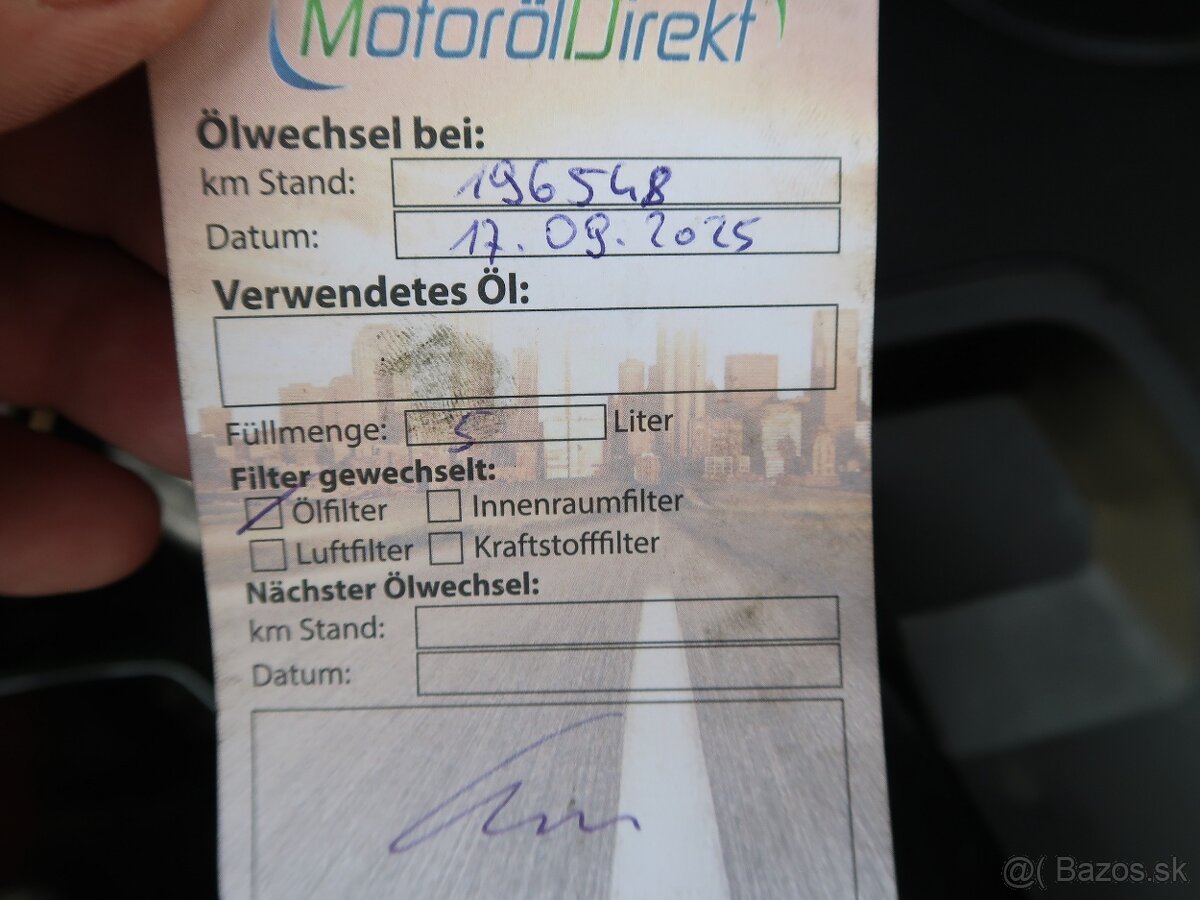 MotorölDirekt
Ölwechsel bei:
km Stand: 196548
Datum: 17.09.2025
Verwendetes Öl:
Füllmenge: 5 Liter
Filter gewechselt:
Ölfilter Innenraumfilter
Luftfilter Kraftstofffilter
Nächster Ölwechsel:
km Stand:
Datum:
@( Bazos.sk